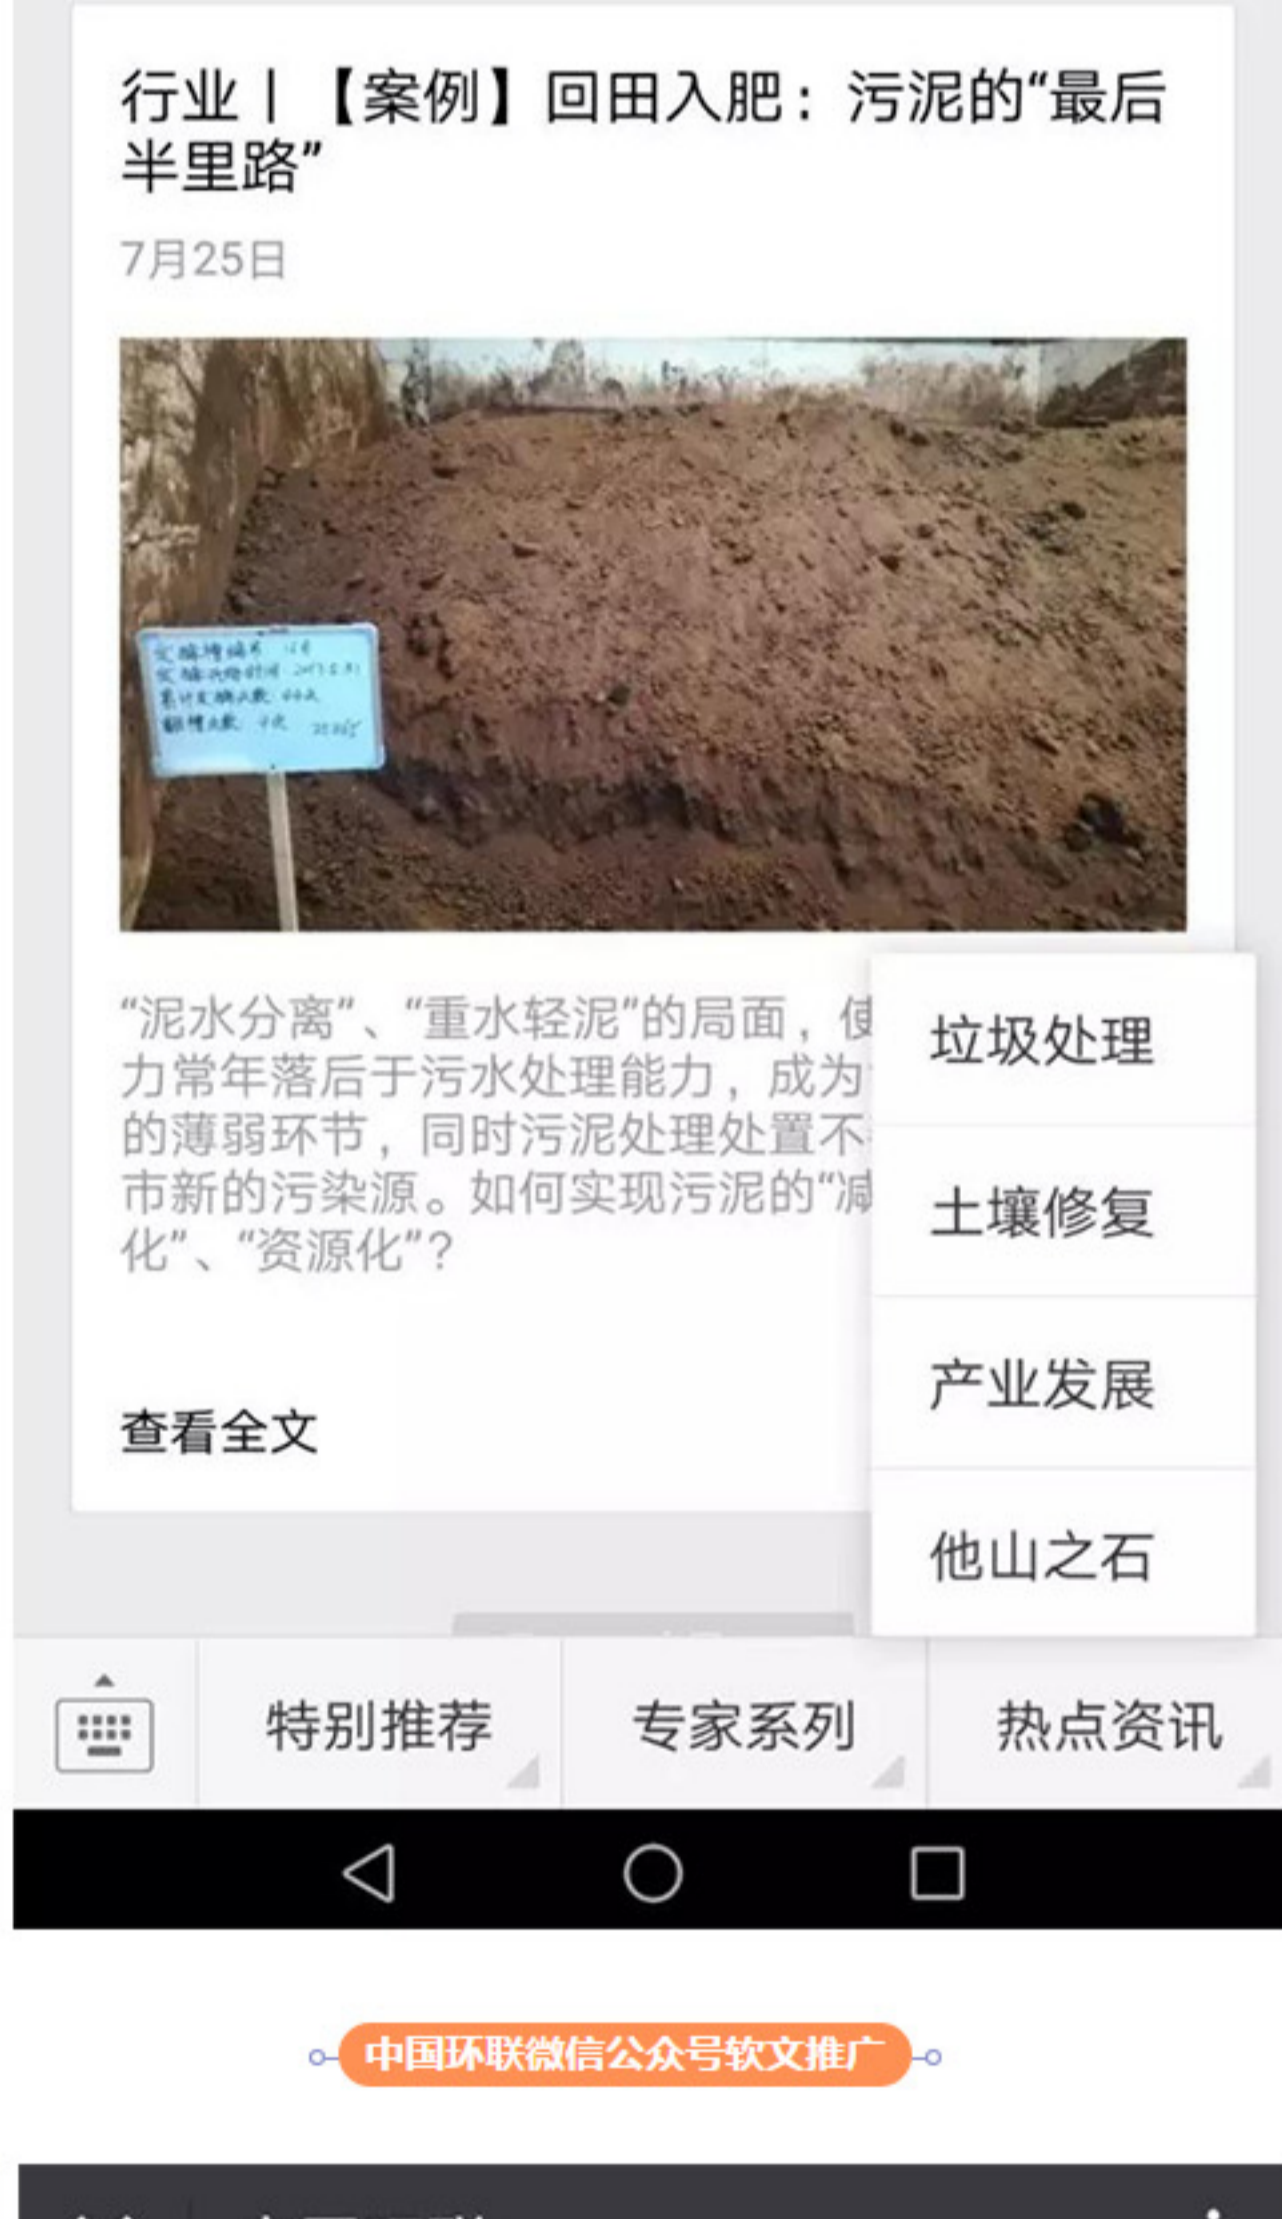 行业丨【案例】回田入肥：污泥的“最后
半里路”
7月25日
“泥水分离”、“重水轻泥”的局面，
力常年落后于污水处理能力，成为
的薄弱环节，同时污泥处理处置不
市新的污染源。如何实现污泥的“减
化”、“资源化”？
查看全文
垃圾处理
土壤修复
产业发展
他山之石
特别推荐
专家系列
热点资讯
中国环联微信公众号软文推广